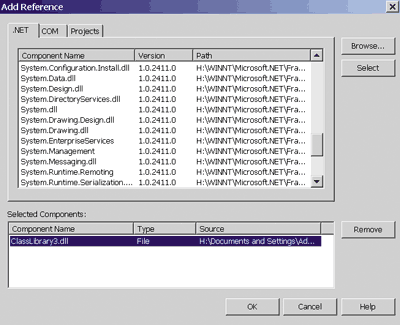 Add Reference
.NET COM Projects
Browse...
Component Name Version Path
Select
System.Configuration.Install.dll 1.0.2411.0 H:\WINNT\Microsoft.NET\Fra...
System.Data.dll 1.0.2411.0 H:\WINNT\Microsoft.NET\Fra...
System.Design.dll 1.0.2411.0 H:\WINNT\Microsoft.NET\Fra...
System.DirectoryServices.dll 1.0.2411.0 H:\WINNT\Microsoft.NET\Fra...
System.dll 1.0.2411.0 H:\WINNT\Microsoft.NET\Fra...
System.Drawing.Design.dll 1.0.2411.0 H:\WINNT\Microsoft.NET\Fra...
System.Drawing.dll 1.0.2411.0 H:\WINNT\Microsoft.NET\Fra...
System.EnterpriseServices 1.0.2411.0 H:\WINNT\Microsoft.NET\Fra...
System.Management 1.0.2411.0 H:\WINNT\Microsoft.NET\Fra...
System.Messaging.dll 1.0.2411.0 H:\WINNT\Microsoft.NET\Fra...
System.Runtime.Remoting 1.0.2411.0 H:\WINNT\Microsoft.NET\Fra...
System.Runtime.Serialization.... 1.0.2411.0 H:\WINNT\Microsoft.NET\Fra...
Selected Components:
Component Name Type Source
Remove
ClassLibrary3.dll File H:\Documents and Settings\Ad...
OK Cancel Help